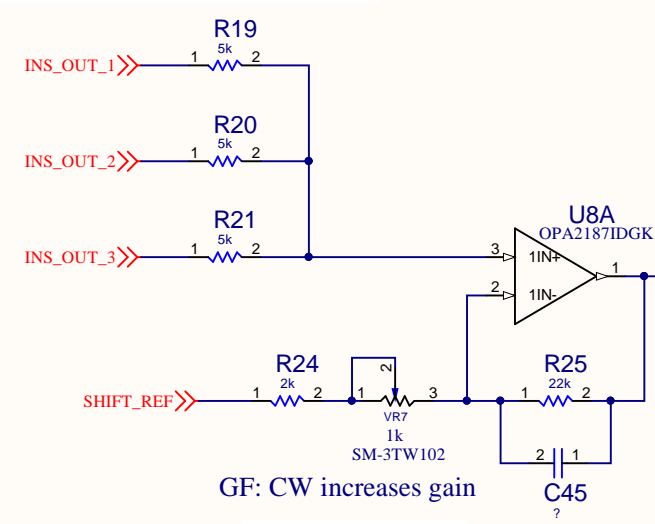 R19
5k
INS_OUT_1
1
2
R20
5k
INS_OUT_2
1
2
R21
5k
INS_OUT_3
1
2
U8A
OPA2187IDGK
3
1IN+
1
2
1IN-
R24
2k
SHIFT_REF
1
2
2
1
3
VR7
1k
SM-3TW102
R25
22k
1
2
2
1
C45
?
GF: CW increases gain